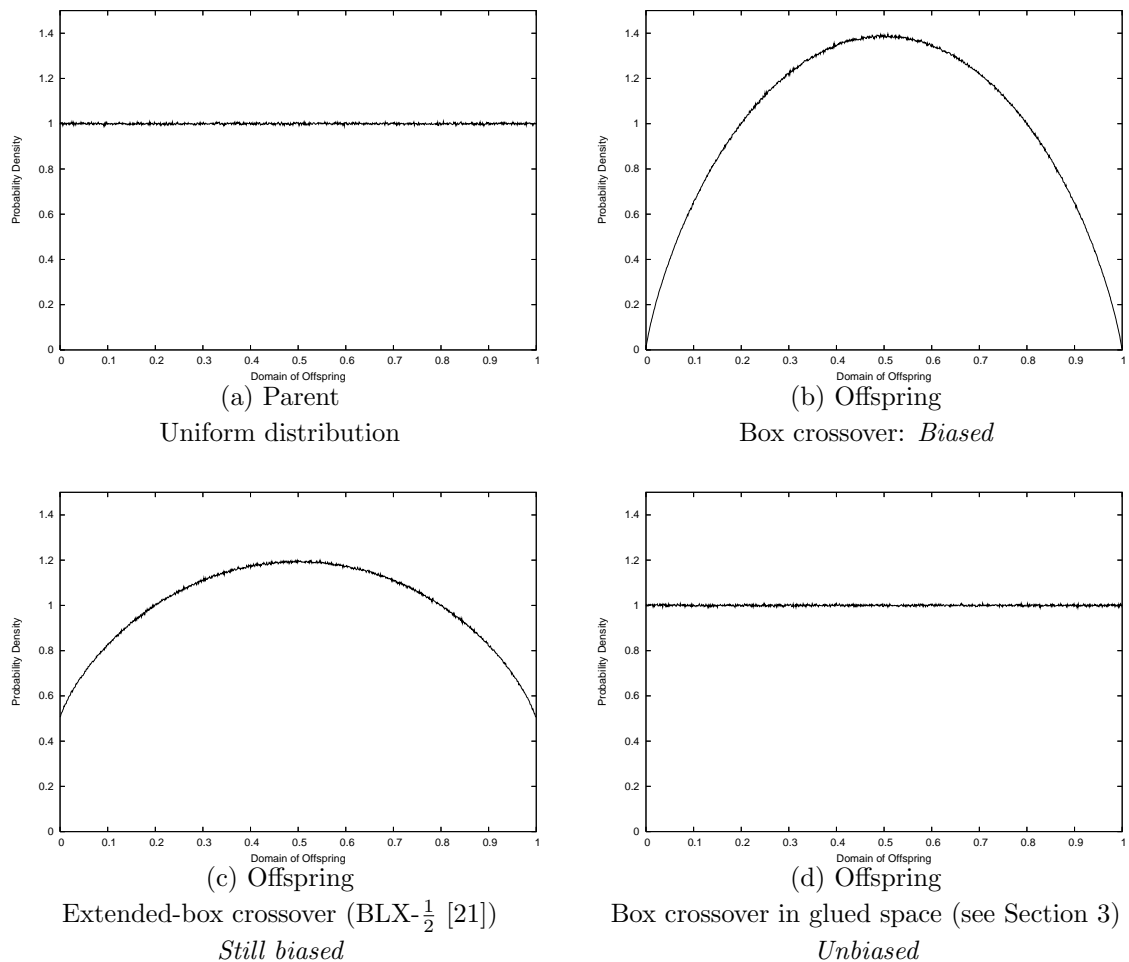 1.4
1.2
1
0.8
0.6
0.4
0.2
0
Probability Density
0 0.1 0.2 0.3 0.4 0.5 0.6 0.7 0.8 0.9 1
Domain of Offspring
(a) Parent
Uniform distribution
1.4
1.2
1
0.8
0.6
0.4
0.2
0
Probability Density
0 0.1 0.2 0.3 0.4 0.5 0.6 0.7 0.8 0.9 1
Domain of Offspring
(b) Offspring
Box crossover: Biased
1.4
1.2
1
0.8
0.6
0.4
0.2
0
Probability Density
0 0.1 0.2 0.3 0.4 0.5 0.6 0.7 0.8 0.9 1
Domain of Offspring
(c) Offspring
Extended-box crossover (BLX-1/2 [21])
Still biased
1.4
1.2
1
0.8
0.6
0.4
0.2
0
Probability Density
0 0.1 0.2 0.3 0.4 0.5 0.6 0.7 0.8 0.9 1
Domain of Offspring
(d) Offspring
Box crossover in glued space (see Section 3)
Unbiased